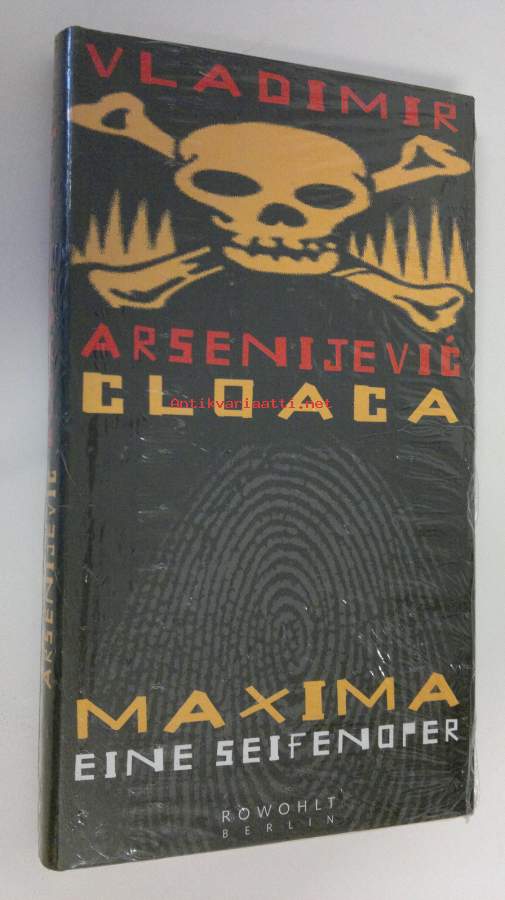 VLADIMIR
ARSENIJEVIĆ
CLOACA
Antikvariaatti.net
MAXIMA
EINE SEIFENOPER
ROWOHLT
BERLIN
ARSENIJEVIĆ